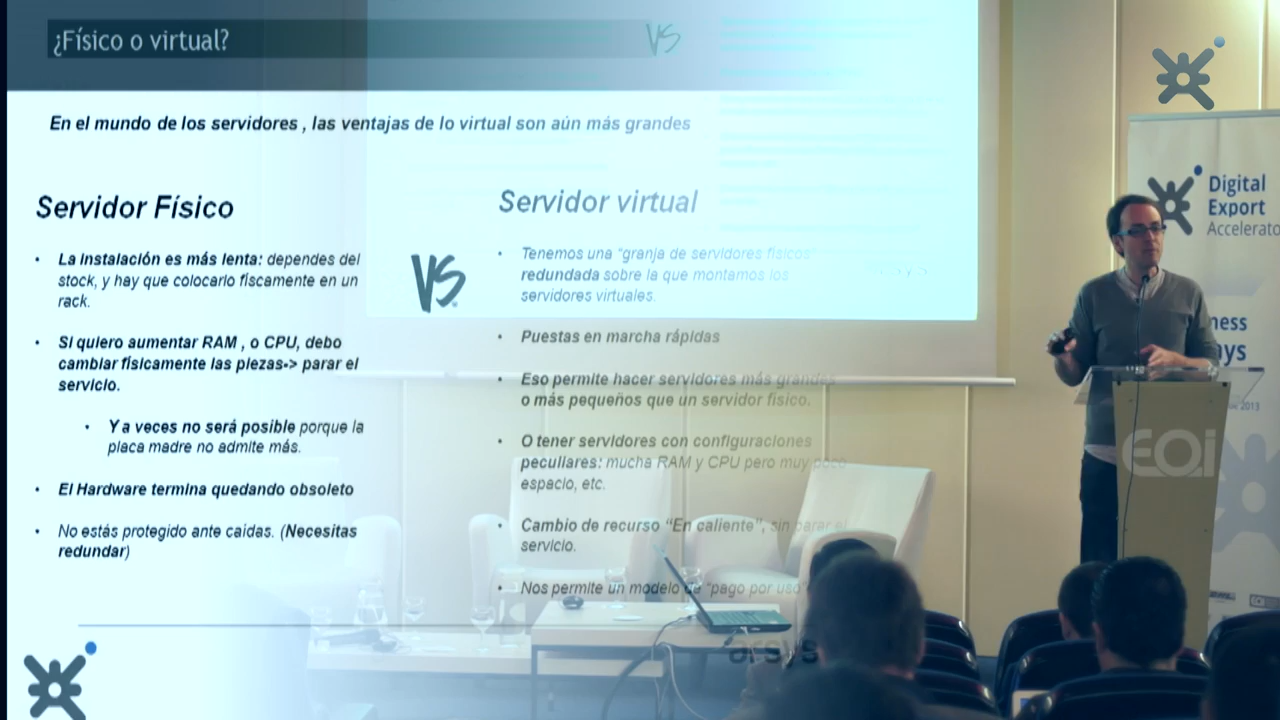 ¿Físico o virtual?
VS
En el mundo de los servidores , las ventajas de lo virtual son aún más grandes
Servidor Físico
• La instalación es más lenta: dependes del
stock, y hay que colocarlo físcamente en un
rack.
• Si quiero aumentar RAM , o CPU, debo
cambiar físicamente las piezas-> parar el
servicio.
• Y a veces no será posible porque la
placa madre no admite más.
• El Hardware termina quedando obsoleto
• No estás protegido ante caidas. (Necesitas
redundar)
VS
Servidor virtual
• Tenemos una "granja de servidores físicos"
redundada sobre la que montamos los
servidores virtuales.
• Puestas en marcha rápidas
• Eso permite hacer servidores más grandes
o más pequeños que un servidor físico.
• O tener servidores con configuraciones
peculiares: mucha RAM y CPU pero muy poco
espacio, etc.
• Cambio de recurso "En caliente", sin parar el
servicio.
• Nos permite un modelo de "pago por uso
arsys
Digital
Export
Accelerato
ness
ays
2013
EOi